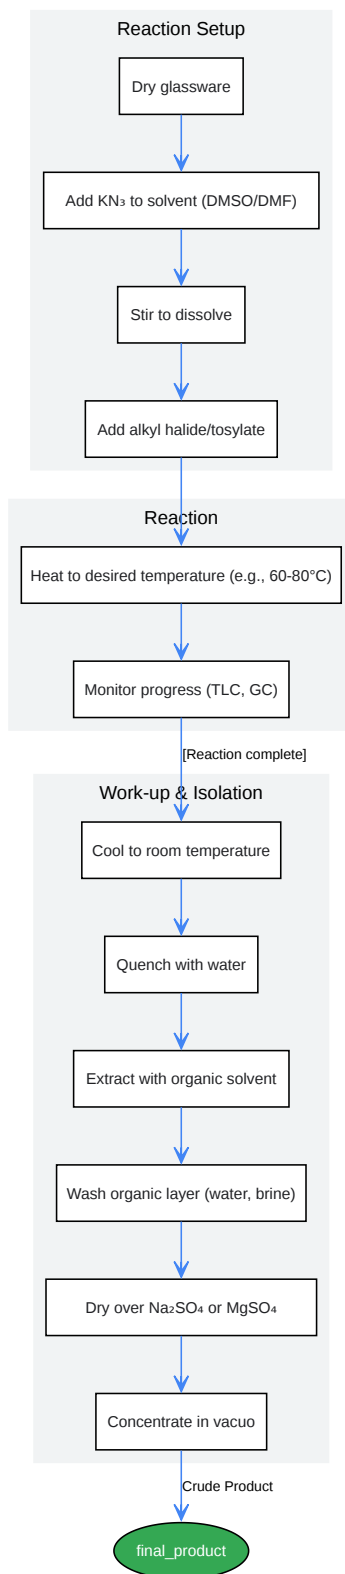 Reaction Setup
Dry glassware
Add KN₃ to solvent (DMSO/DMF)
Stir to dissolve
Add alkyl halide/tosylate
Reaction
Heat to desired temperature (e.g., 60-80°C)
Monitor progress (TLC, GC)
[Reaction complete]
Work-up & Isolation
Cool to room temperature
Quench with water
Extract with organic solvent
Wash organic layer (water, brine)
Dry over Na₂SO₄ or MgSO₄
Concentrate in vacuo
Crude Product
final_product